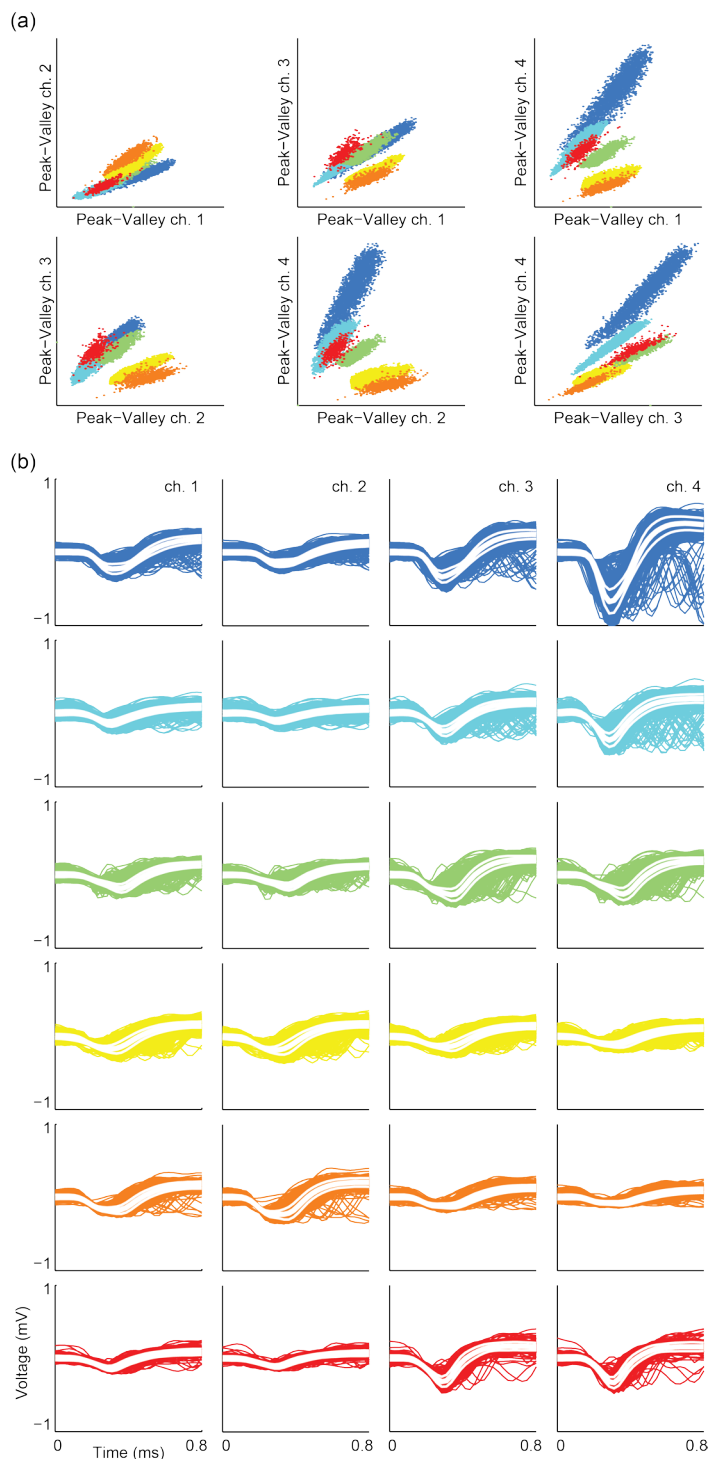 (a)
Peak–Valley ch. 2
Peak–Valley ch. 1
Peak–Valley ch. 3
Peak–Valley ch. 1
Peak–Valley ch. 4
Peak–Valley ch. 1
Peak–Valley ch. 3
Peak–Valley ch. 2
Peak–Valley ch. 4
Peak–Valley ch. 2
Peak–Valley ch. 4
Peak–Valley ch. 3
(b)
1
ch. 1
ch. 2
ch. 3
ch. 4
−1
1
−1
1
−1
1
−1
1
−1
1
Voltage (mV)
−1
0
Time (ms)
0.8
0
0.8
0
0.8
0
0.8